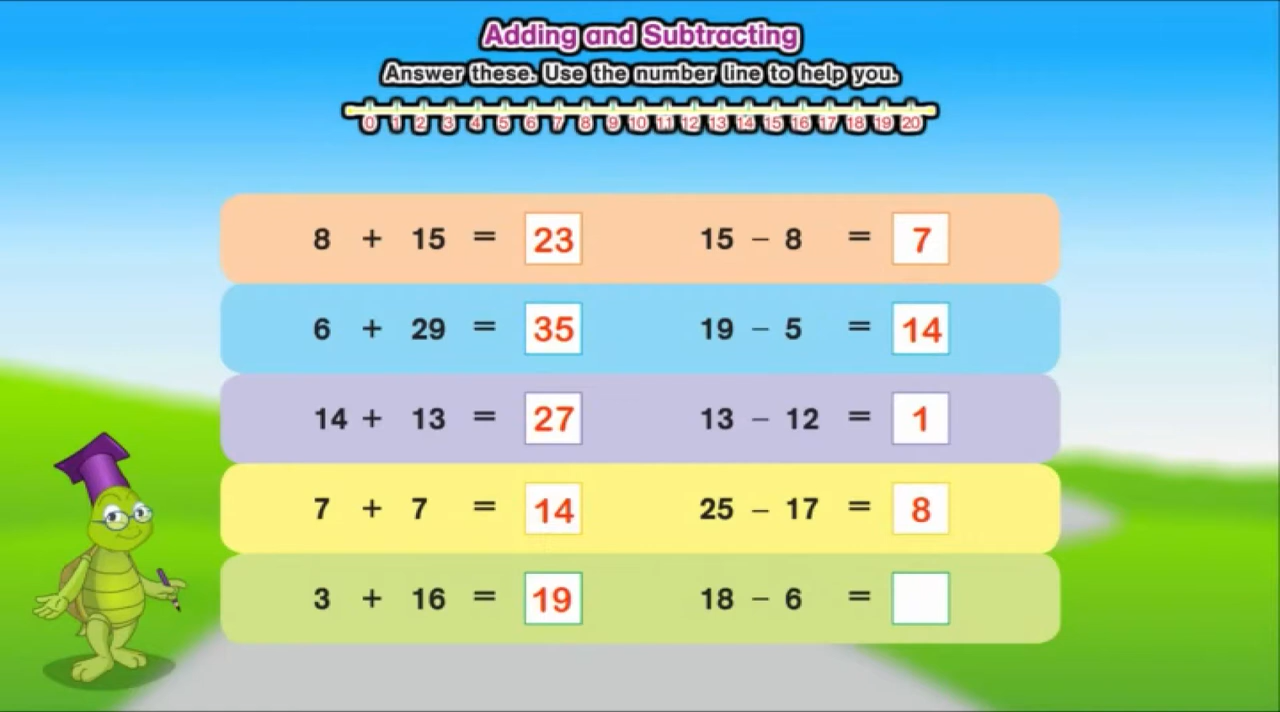 Adding and Subtracting
Answer these. Use the number line to help you.
0 1 2 3 4 5 6 7 8 9 10 11 12 13 14 15 16 17 18 19 20
8 + 15 = 23 15 – 8 = 7
6 + 29 = 35 19 – 5 = 14
14 + 13 = 27 13 – 12 = 1
7 + 7 = 14 25 – 17 = 8
3 + 16 = 19 18 – 6 =